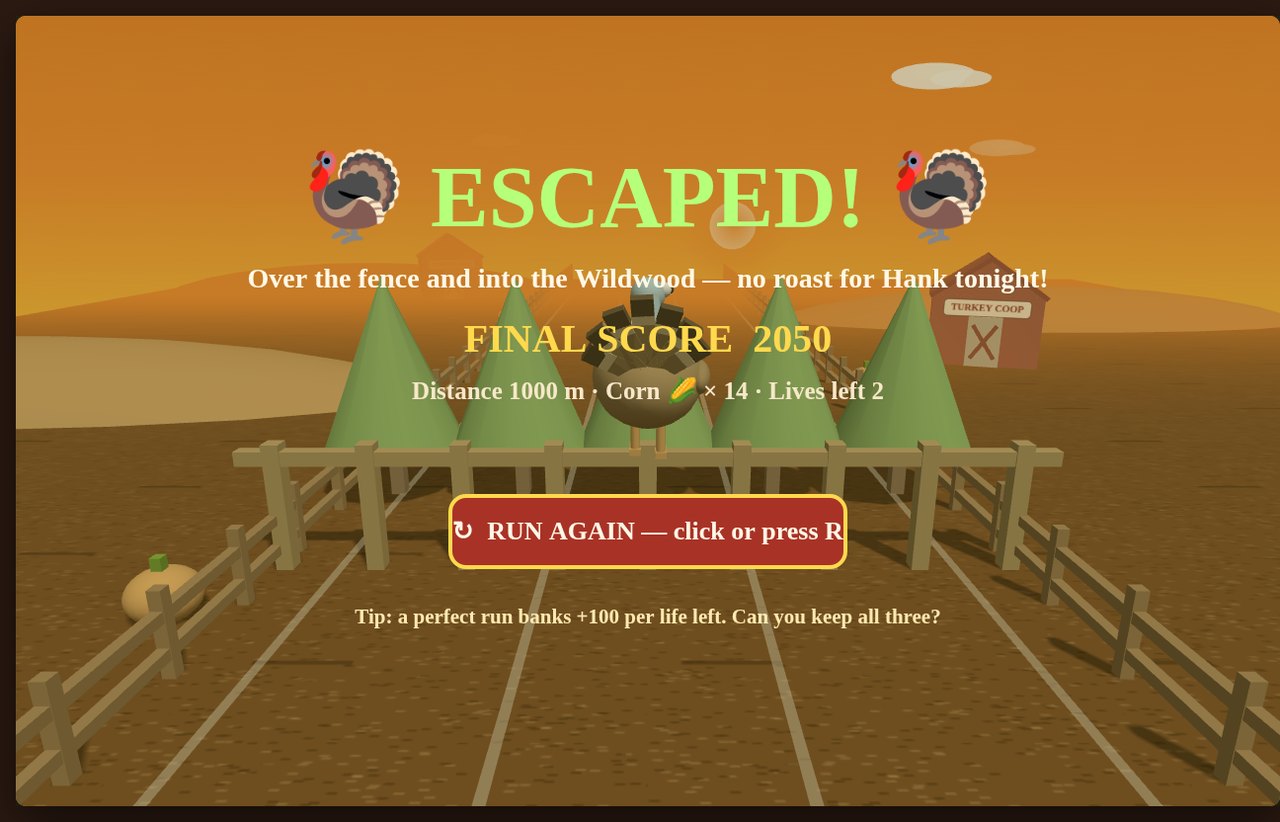 ESCAPED!
Over the fence and into the Wildwood — no roast for Hank tonight!
TURKEY COOP
FINAL SCORE 2050
Distance 1000 m · Corn 🌽 × 14 · Lives left 2
↻ RUN AGAIN — click or press R
Tip: a perfect run banks +100 per life left. Can you keep all three?